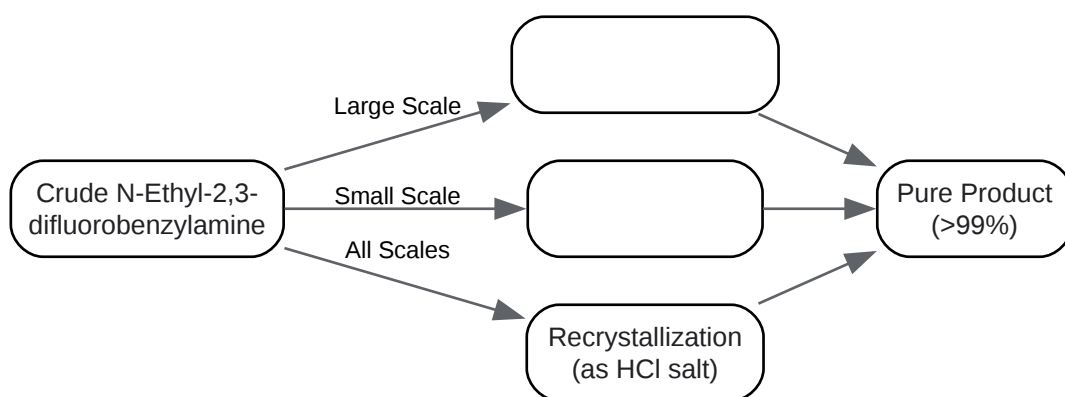 Large Scale
Crude N-Ethyl-2,3-
difluorobenzylamine
Small Scale
Pure Product
(>99%)
All Scales
Recrystallization
(as HCl salt)